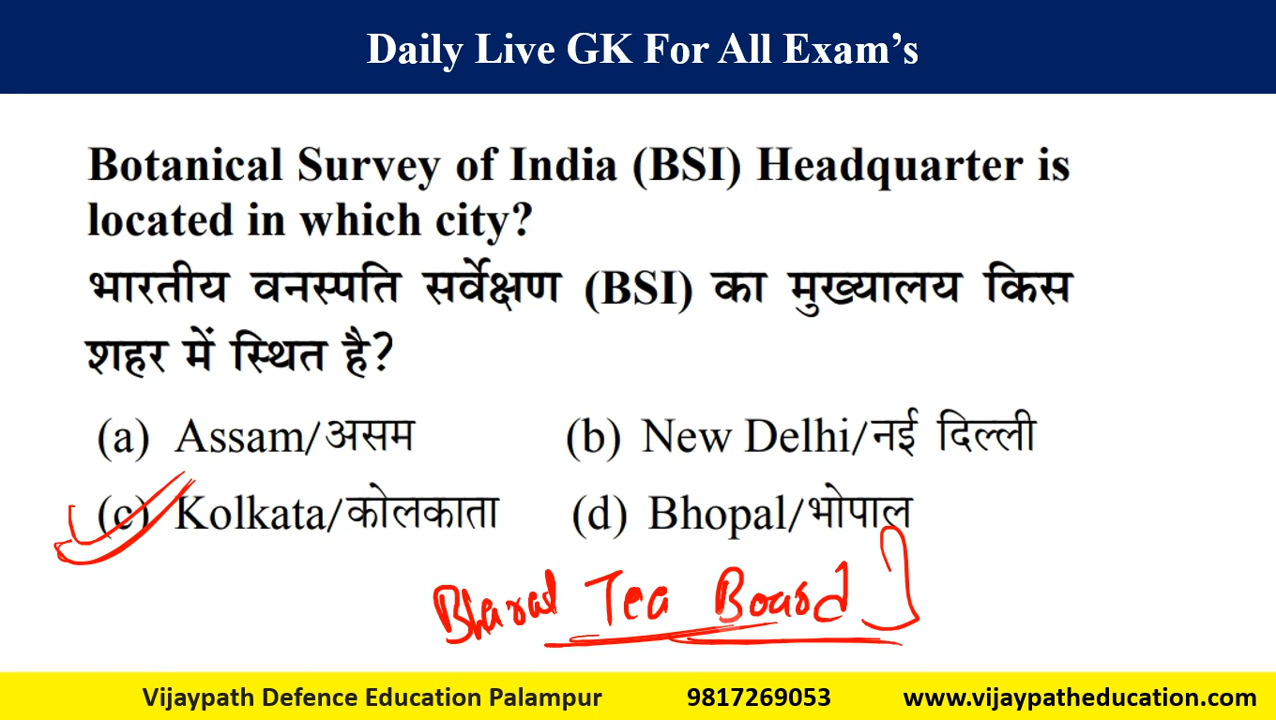 Daily Live GK For All Exam's
Botanical Survey of India (BSI) Headquarter is
located in which city?
भारतीय वनस्पति सर्वेक्षण (BSI) का मुख्यालय किस
शहर में स्थित है?
(a) Assam/असम (b) New Delhi/नई दिल्ली
(c) Kolkata/कोलकाता (d) Bhopal/भोपाल
Bharat Tea Board
Vijaypath Defence Education Palampur 9817269053 www.vijaypatheducation.com